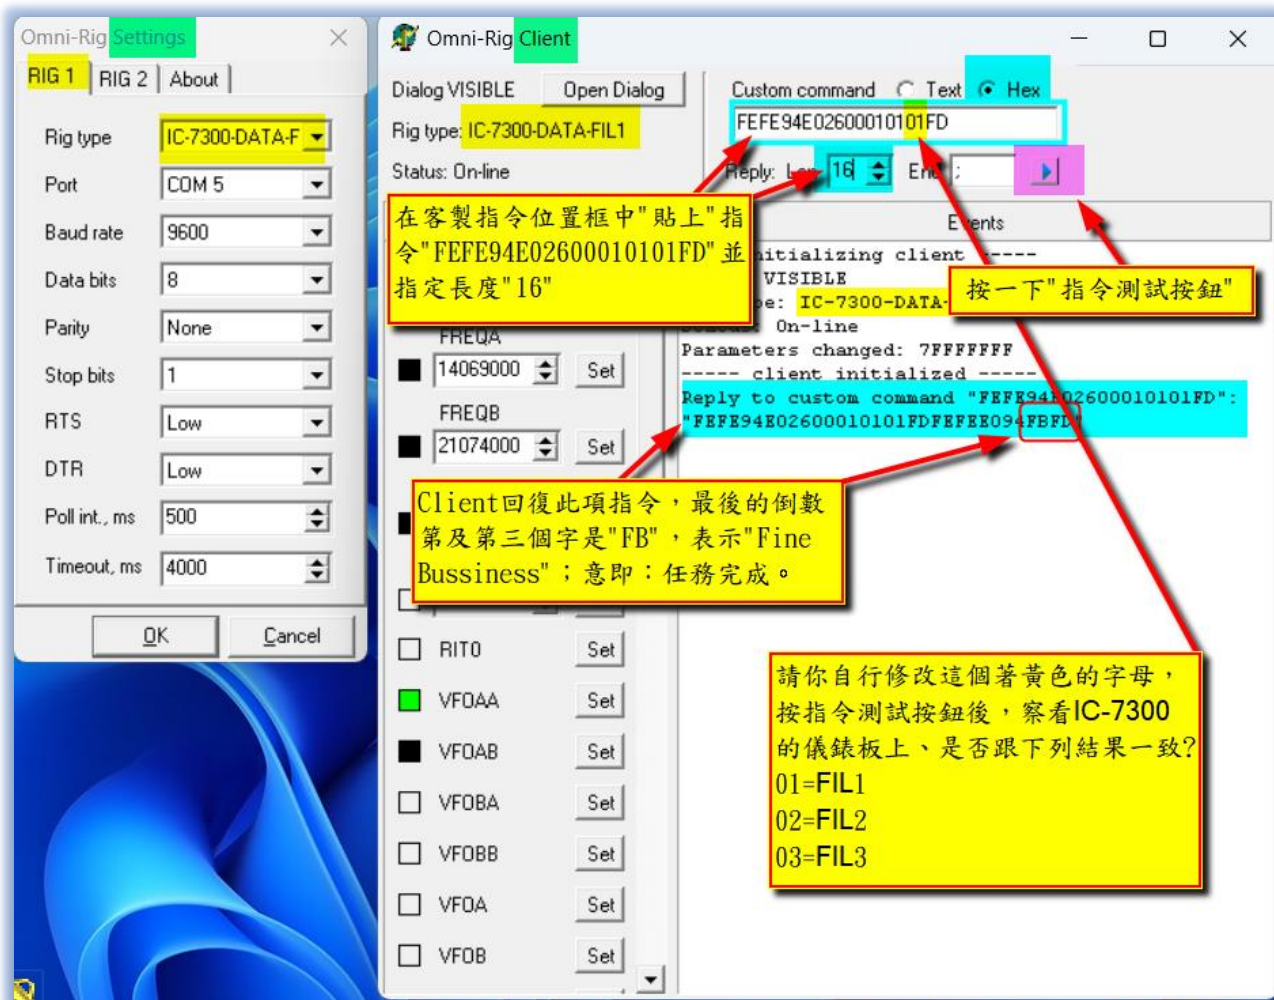 Omni-Rig Settings
RIG 1
RIG 2
About
Rig type
IC-7300-DATA-F
Port
COM 5
Baud rate
9600
Data bits
8
Parity
None
Stop bits
1
RTS
Low
DTR
Low
Poll int., ms
500
Timeout, ms
4000
OK
Cancel
Omni-Rig Client
Dialog VISIBLE
Open Dialog
Rig type: IC-7300-DATA-FIL1
Status: On-line
Custom command
Text
Hex
FEFE94E02600010101FD
Reply:
16
;
在客製指令位置框中"貼上"指
令"FEFE94E02600010101FD"並
指定長度"16"
按一下"指令測試按鈕"
client -----
VISIBLE
IC-7300-DATA-
On-line
Parameters changed: 7FFFFFFF
----- client initialized -----
Reply to custom command "FEFE94E02600010101FD":
"FEFE94E02600010101FDFEFEE094FBFD"
FREQA
14069000
Set
FREQB
21074000
Set
Client回復此項指令，最後的倒數
第及第三個字是"FB"，表示"Fine
Bussiness"；意即：任務完成。
RIT0
Set
VFOAA
Set
VFOAB
Set
VFOBA
Set
VFOBB
Set
VFOA
Set
VFOB
Set
請你自行修改這個著黃色的字母，
按指令測試按鈕後，察看IC-7300
的儀錶板上、是否跟下列結果一致?
01=FIL1
02=FIL2
03=FIL3